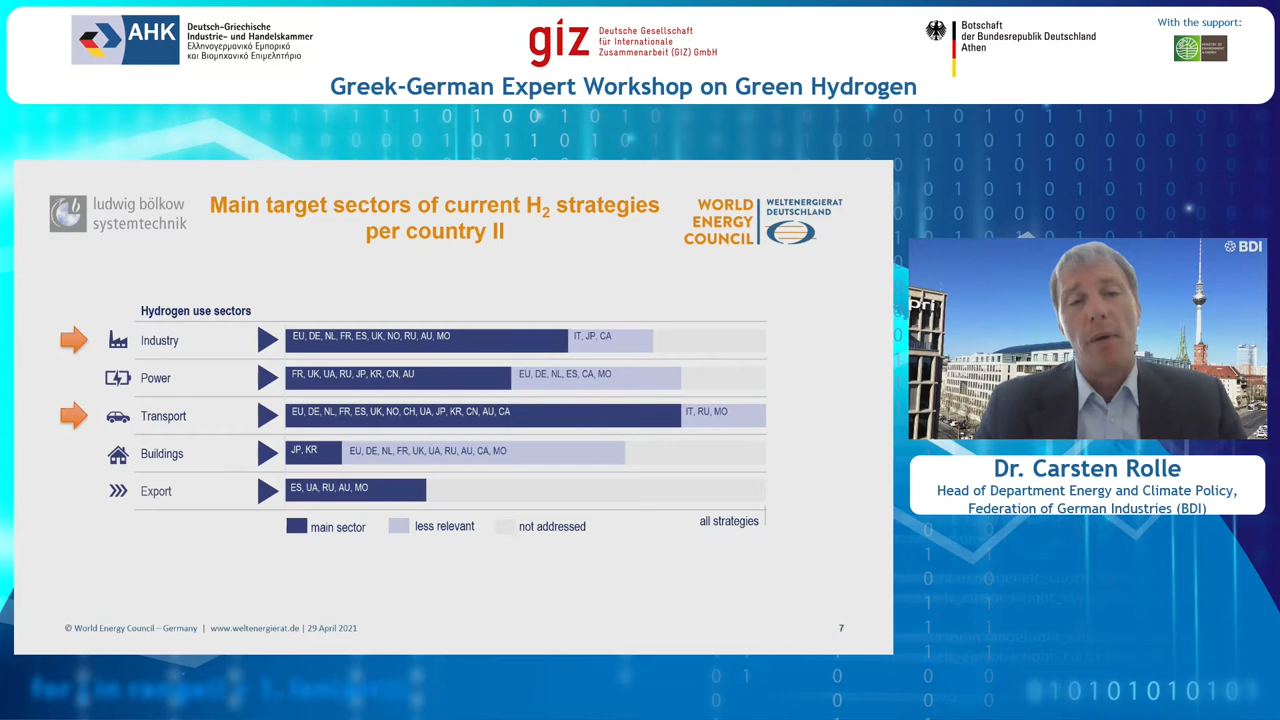 AHK
Deutsch-Griechische
Industrie- und Handelskammer
Ελληνογερμανικό Εμπορικό
και Βιομηχανικό Επιμελητήριο
giz
Deutsche Gesellschaft
für Internationale
Zusammenarbeit (GIZ) GmbH
Botschaft
der Bundesrepublik Deutschland
Athen
With the support:
Greek-German Expert Workshop on Green Hydrogen
ludwig bölkow
systemtechnik
Main target sectors of current H2 strategies
per country II
WORLD
ENERGY
COUNCIL
WELTENERGIERAT
DEUTSCHLAND
Hydrogen use sectors
Industry
EU, DE, NL, FR, ES, UK, NO, RU, AU, MO
IT, JP, CA
Power
FR, UK, UA, RU, JP, KR, CN, AU
EU, DE, NL, ES, CA, MO
Transport
EU, DE, NL, FR, ES, UK, NO, CH, UA, JP, KR, CN, AU, CA
IT, RU, MO
Buildings
JP, KR
EU, DE, NL, FR, UK, UA, RU, AU, CA, MO
Export
ES, UA, RU, AU, MO
main sector
less relevant
not addressed
all strategies
© World Energy Council – Germany | www.weltenergierat.de | 29 April 2021
7
BDI
Dr. Carsten Rolle
Head of Department Energy and Climate Policy,
Federation of German Industries (BDI)
010101010101